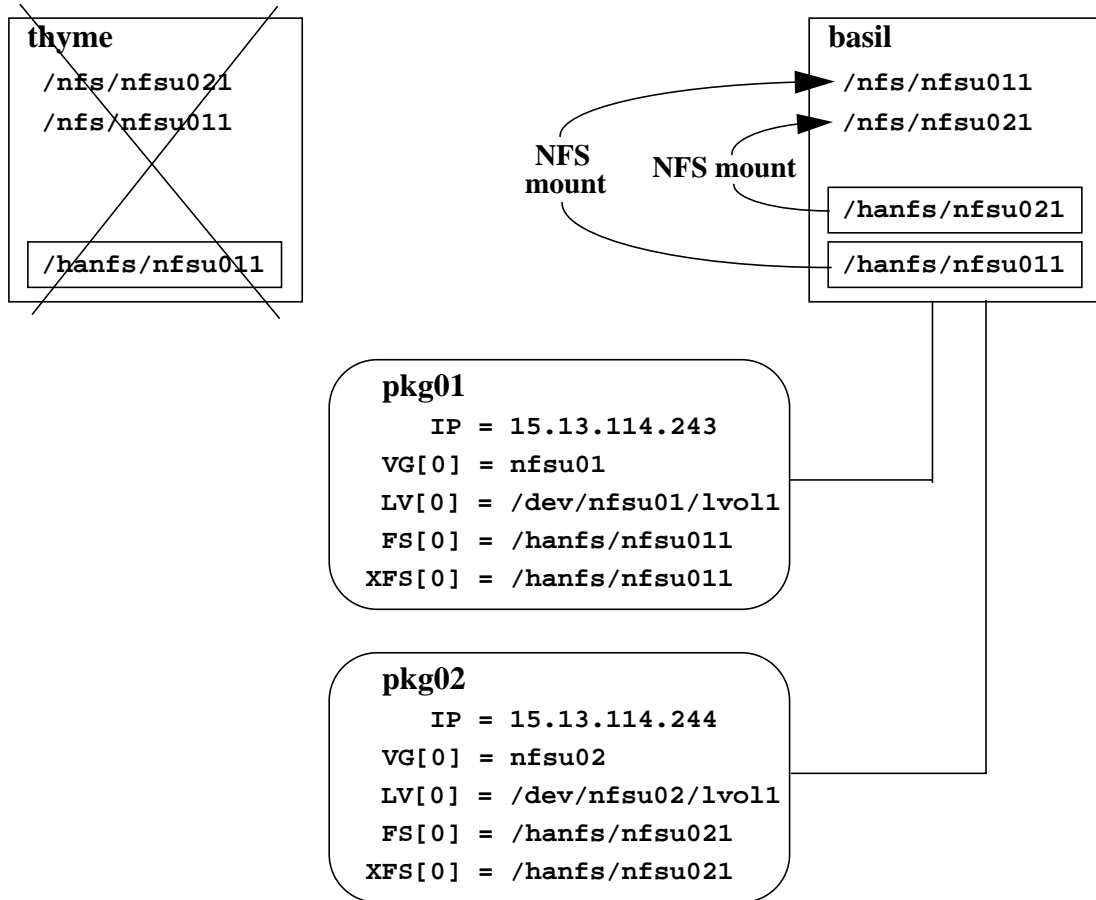 thyme
/nfs/nfsu021
/nfs/nfsu011
/hanfs/nfsu011
basil
/nfs/nfsu011
/nfs/nfsu021
NFS
mount
NFS mount
/hanfs/nfsu021
/hanfs/nfsu011
pkg01
IP = 15.13.114.243
VG[0] = nfsu01
LV[0] = /dev/nfsu01/lvol1
FS[0] = /hanfs/nfsu011
XFS[0] = /hanfs/nfsu011
pkg02
IP = 15.13.114.244
VG[0] = nfsu02
LV[0] = /dev/nfsu02/lvol1
FS[0] = /hanfs/nfsu021
XFS[0] = /hanfs/nfsu021